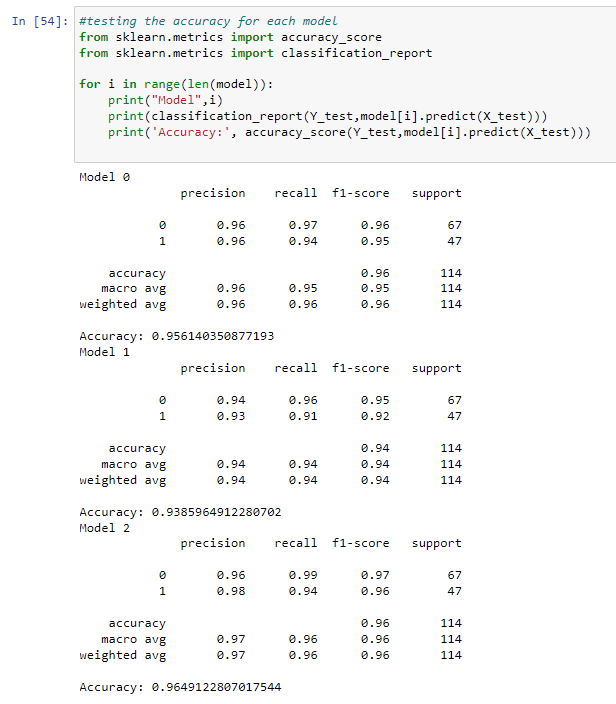 In [54]: #testing the accuracy for each model
from sklearn.metrics import accuracy_score
from sklearn.metrics import classification_report
for i in range(len(model)):
print("Model",i)
print(classification_report(Y_test,model[i].predict(X_test)))
print('Accuracy:', accuracy_score(Y_test,model[i].predict(X_test)))
Model 0
precision recall f1-score support
0 0.96 0.97 0.96 67
1 0.96 0.94 0.95 47
accuracy 0.96 114
macro avg 0.96 0.95 0.95 114
weighted avg 0.96 0.96 0.96 114
Accuracy: 0.956140350877193
Model 1
precision recall f1-score support
0 0.94 0.96 0.95 67
1 0.93 0.91 0.92 47
accuracy 0.94 114
macro avg 0.94 0.94 0.94 114
weighted avg 0.94 0.94 0.94 114
Accuracy: 0.9385964912280702
Model 2
precision recall f1-score support
0 0.96 0.99 0.97 67
1 0.98 0.94 0.96 47
accuracy 0.96 114
macro avg 0.97 0.96 0.96 114
weighted avg 0.97 0.96 0.96 114
Accuracy: 0.9649122807017544